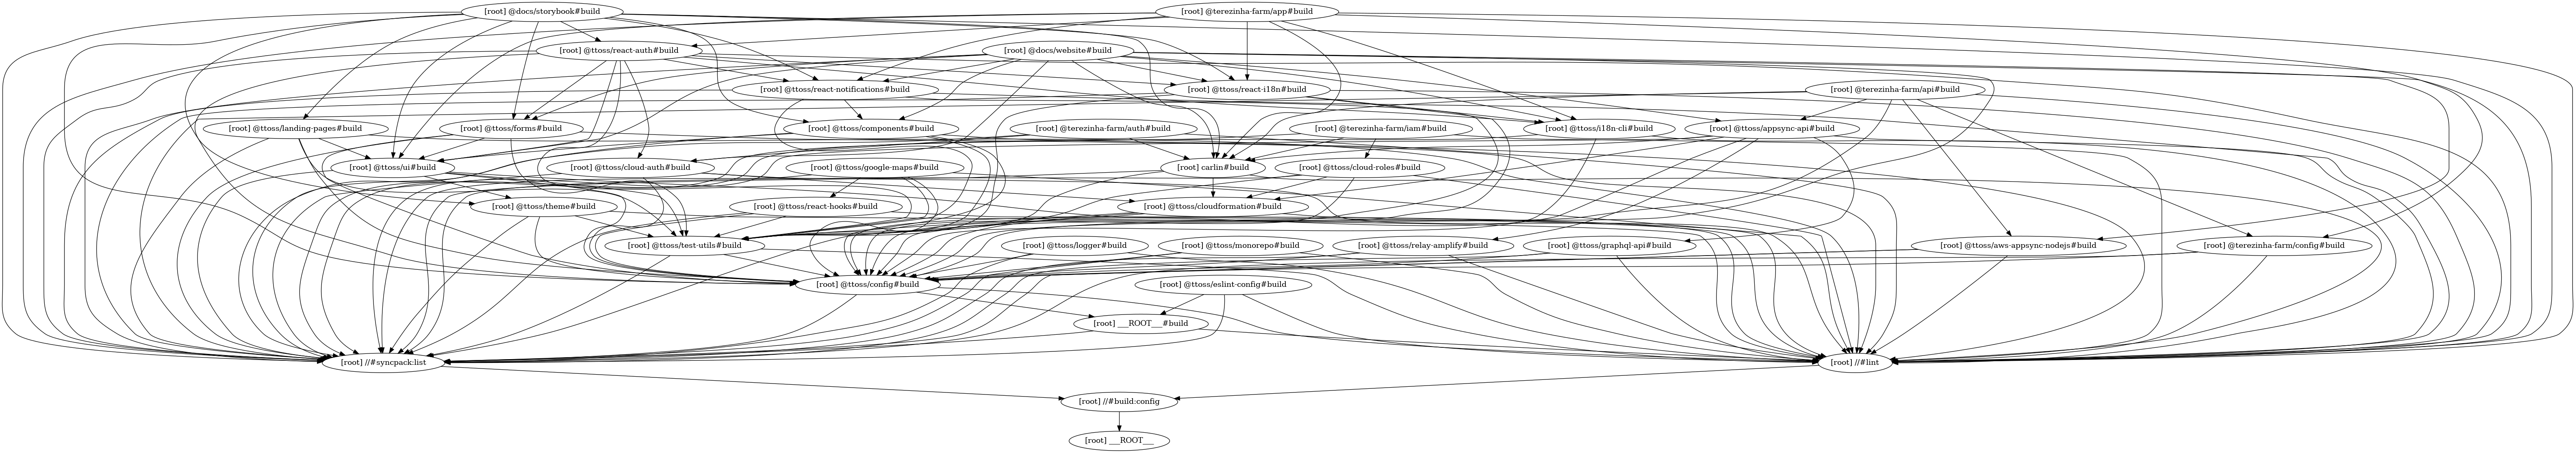 [root] @docs/storybook#build
[root] @terezinha-farm/app#build
[root] @ttoss/react-auth#build
[root] @docs/website#build
[root] @ttoss/react-notifications#build
[root] @ttoss/react-i18n#build
[root] @terezinha-farm/api#build
[root] @ttoss/landing-pages#build
[root] @ttoss/forms#build
[root] @ttoss/components#build
[root] @terezinha-farm/auth#build
[root] @terezinha-farm/iam#build
[root] @ttoss/i18n-cli#build
[root] @ttoss/appsync-api#build
[root] @ttoss/ui#build
[root] @ttoss/cloud-auth#build
[root] @ttoss/google-maps#build
[root] carlin#build
[root] @ttoss/cloud-roles#build
[root] @ttoss/theme#build
[root] @ttoss/react-hooks#build
[root] @ttoss/cloudformation#build
[root] @ttoss/test-utils#build
[root] @ttoss/logger#build
[root] @ttoss/monorepo#build
[root] @ttoss/relay-amplify#build
[root] @ttoss/graphql-api#build
[root] @ttoss/aws-appsync-nodejs#build
[root] @terezinha-farm/config#build
[root] @ttoss/config#build
[root] @ttoss/eslint-config#build
[root] ___ROOT___#build
[root] //#syncpack:list
[root] //#lint
[root] //#build:config
[root] ___ROOT___